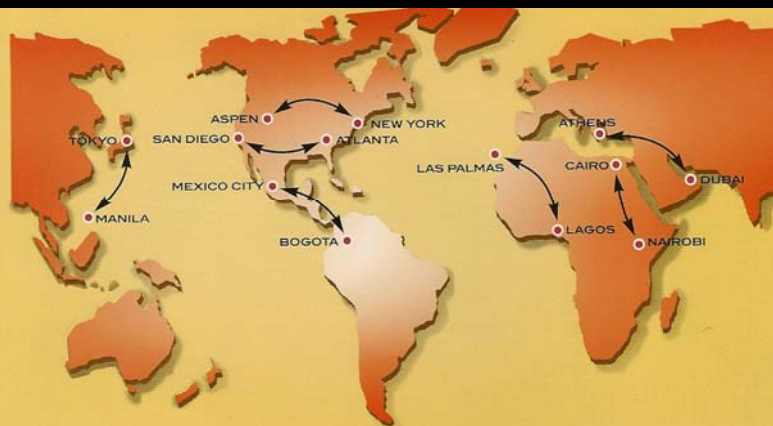 ASPEN
NEW YORK
TOKYO
SAN DIEGO
ATLANTA
ATHENS
LAS PALMAS
CAIRO
DUBAI
MEXICO CITY
MANILA
BOGOTA
LAGOS
NAIROBI